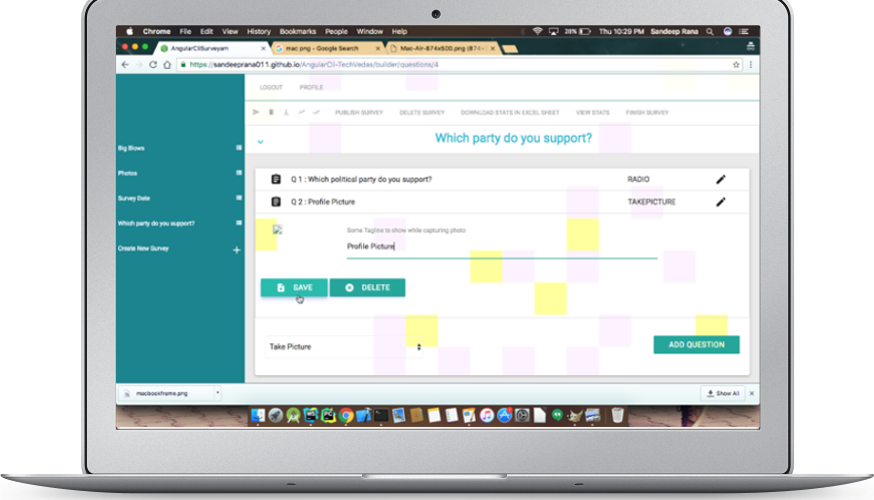 Chrome File Edit View History Bookmarks People Window Help 28% Thu 10:29 PM Sandeep Rana
AngularCliSurveyam × mac png - Google Search × Mac-Air-874x500.png (874×5 ×
https://sandeeprana011.github.io/AngularCli-TechVedas/builder/questions/4
LOGOUT PROFILE
PUBLISH SURVEY DELETE SURVEY DOWNLOAD STATS IN EXCEL SHEET VIEW STATS FINISH SURVEY
Which party do you support?
Big Blows
Photos
Survey Date
Which party do you support?
Create New Survey +
Q 1 : Which political party do you support? RADIO
Q 2 : Profile Picture TAKEPICTURE
Some Tagline to show while capturing photo
Profile Picture
SAVE DELETE
Take Picture
ADD QUESTION
macbookframe.png Show All ×